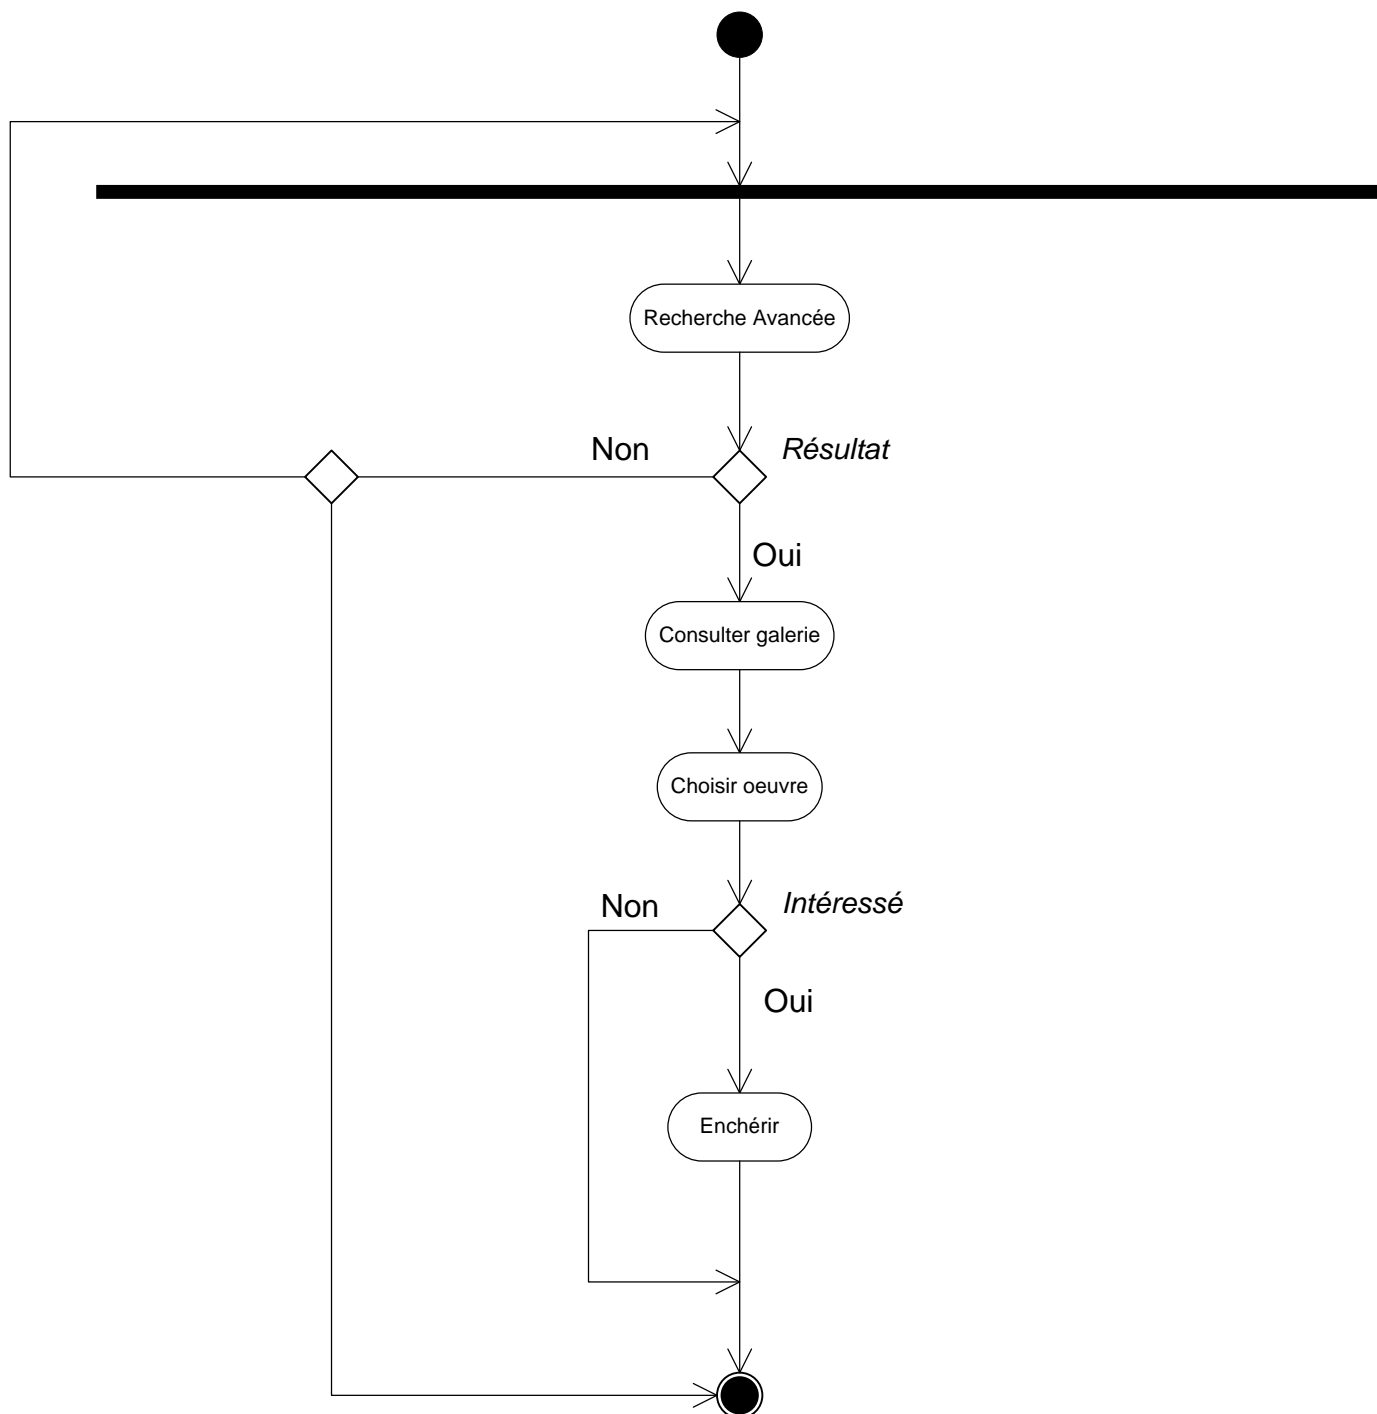 Recherche Avancée
Non
Résultat
Oui
Consulter galerie
Choisir oeuvre
Non
Intéressé
Oui
Enchérir